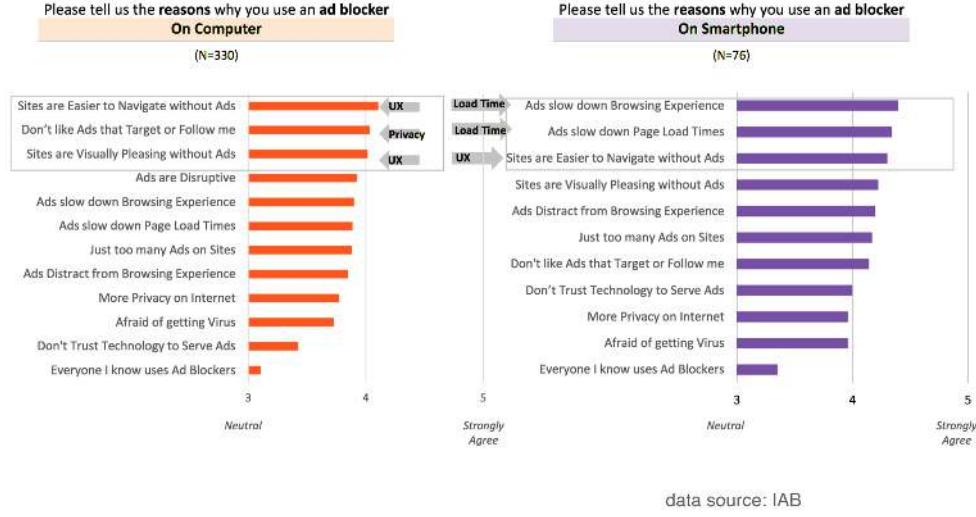 Please tell us the reasons why you use an ad blocker
On Computer
(N=330)
Sites are Easier to Navigate without Ads
UX
Don't like Ads that Target or Follow me
Privacy
Sites are Visually Pleasing without Ads
UX
Ads are Disruptive
Ads slow down Browsing Experience
Ads slow down Page Load Times
Just too many Ads on Sites
Ads Distract from Browsing Experience
More Privacy on Internet
Afraid of getting Virus
Don't Trust Technology to Serve Ads
Everyone I know uses Ad Blockers
3 4 5
Neutral
Strongly
Agree
Please tell us the reasons why you use an ad blocker
On Smartphone
(N=76)
Load Time
Ads slow down Browsing Experience
Load Time
Ads slow down Page Load Times
UX
Sites are Easier to Navigate without Ads
Sites are Visually Pleasing without Ads
Ads Distract from Browsing Experience
Just too many Ads on Sites
Don't like Ads that Target or Follow me
Don't Trust Technology to Serve Ads
More Privacy on Internet
Afraid of getting Virus
Everyone I know uses Ad Blockers
3 4 5
Neutral
Strongly
Agree
data source: IAB